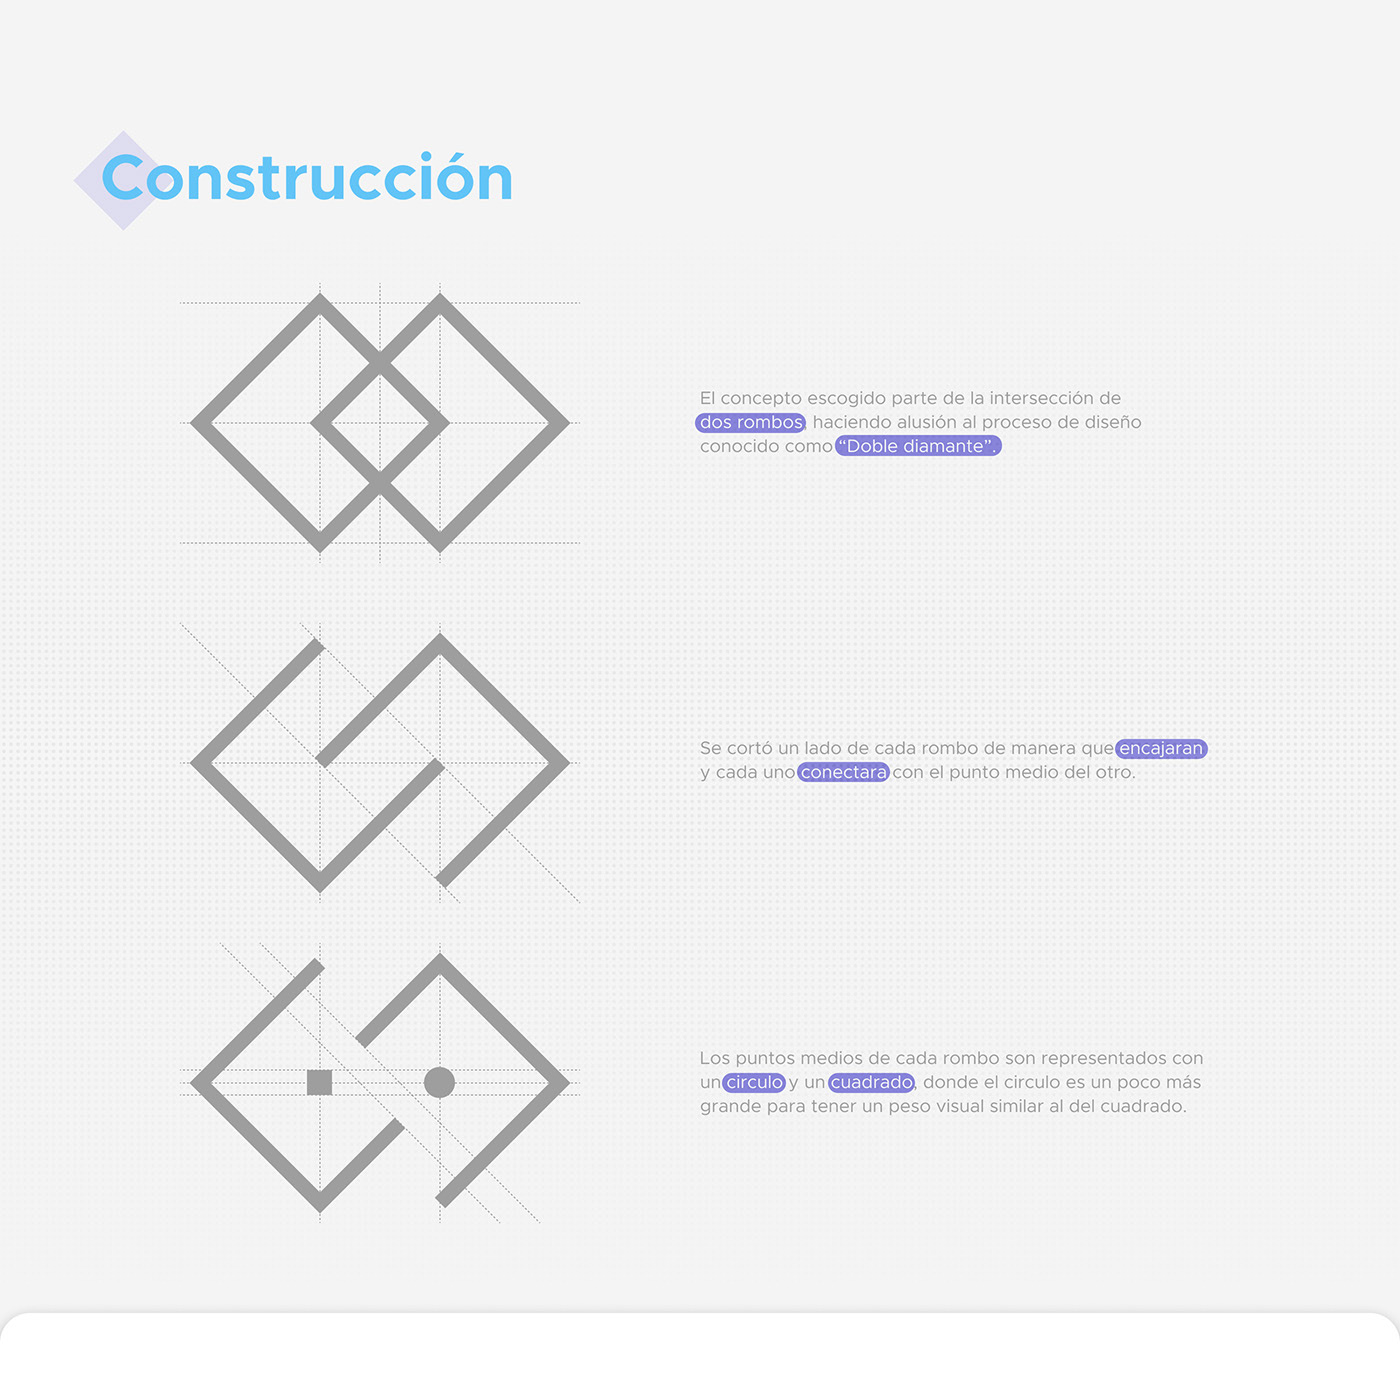 Construcción
El concepto escogido parte de la intersección de
dos rombos, haciendo alusión al proceso de diseño
conocido como “Doble diamante”.
Se cortó un lado de cada rombo de manera que encajaran
y cada uno conectara con el punto medio del otro.
Los puntos medios de cada rombo son representados con
un circulo y un cuadrado, donde el circulo es un poco más
grande para tener un peso visual similar al del cuadrado.